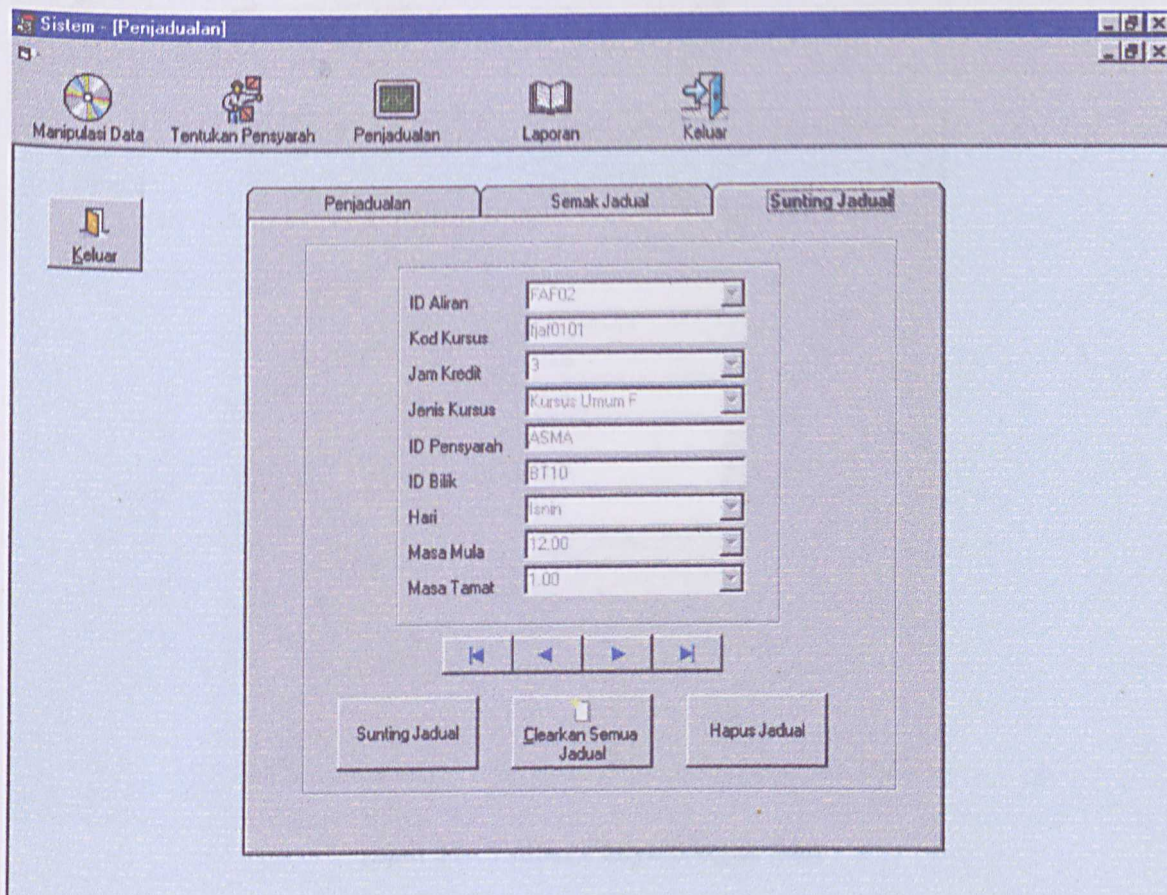 Sistem - [Penjadualan]
Manipulasi Data
Tentukan Pensyarah
Penjadualan
Laporan
Keluar
Keluar
Penjadualan
Semak Jadual
Sunting Jadual
ID Aliran FAF02
Kod Kursus fjaf0101
Jam Kredit 3
Jenis Kursus Kursus Umum F
ID Pensyarah ASMA
ID Bilik BT10
Hari Isnin
Masa Mula 12.00
Masa Tamat 1.00
Sunting Jadual
Clearkan Semua
Jadual
Hapus Jadual